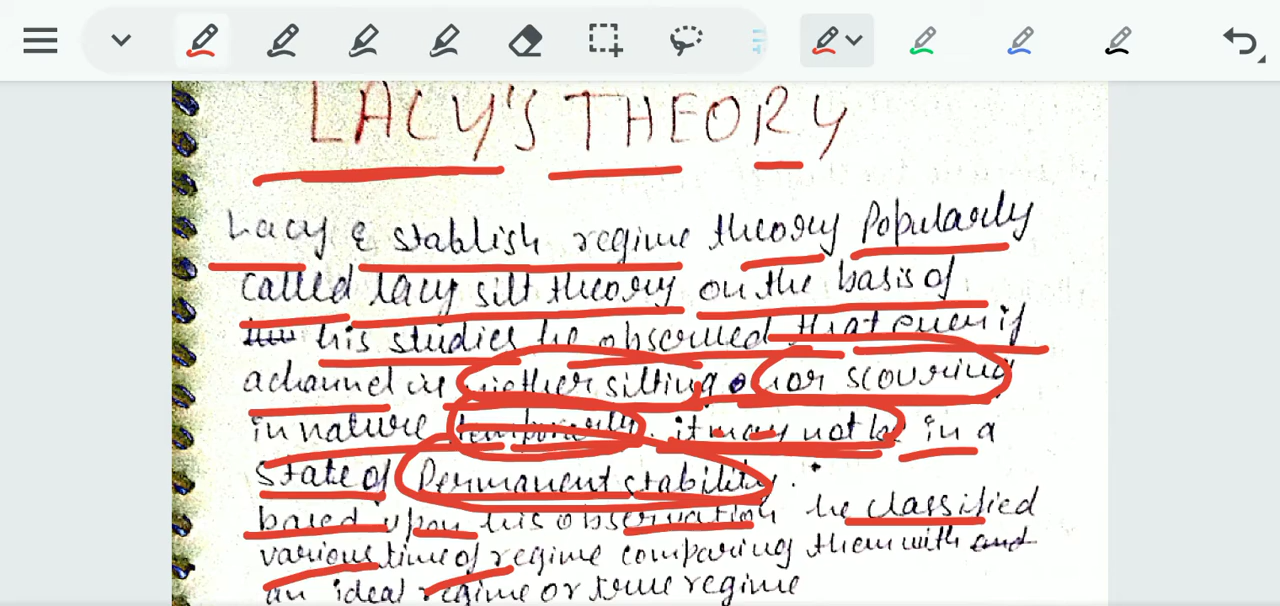 LACY'S THEORY
Lacy Establish regime theory Popularly
called lacy silt theory on the basis of
his studies he observed that even if
a channel is niether silting nor scouring
in nature temporarly it may not be in a
State of Permanent stability.
based upon his observation he classified
various time of regime comparing them with and
an ideal regime or true regime